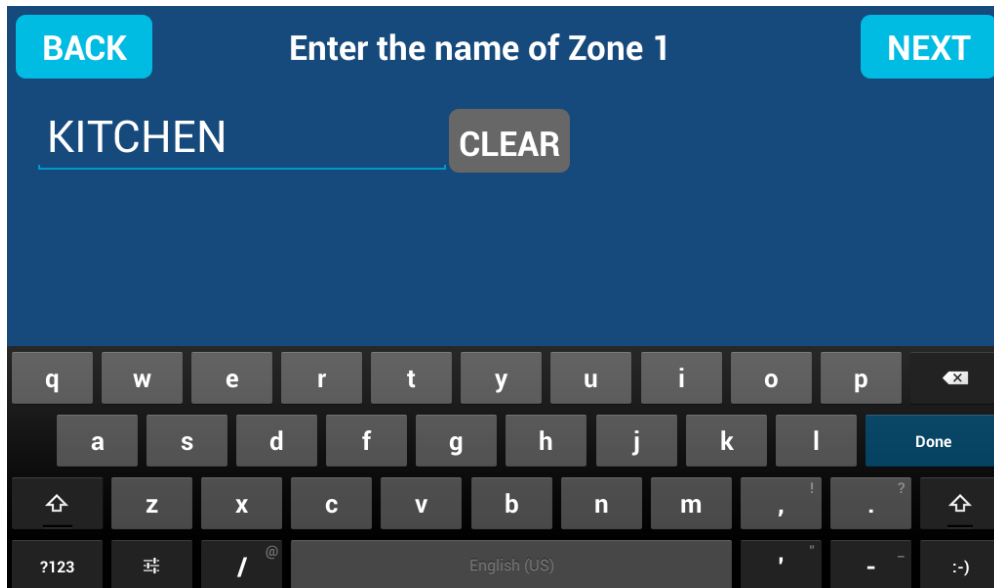 BACK Enter the name of Zone 1 NEXT
KITCHEN CLEAR
q w e r t y u i o p
a s d f g h j k l Done
z x c v b n m , ! . ?
?123 / @ English (US) ' " - _ :-)